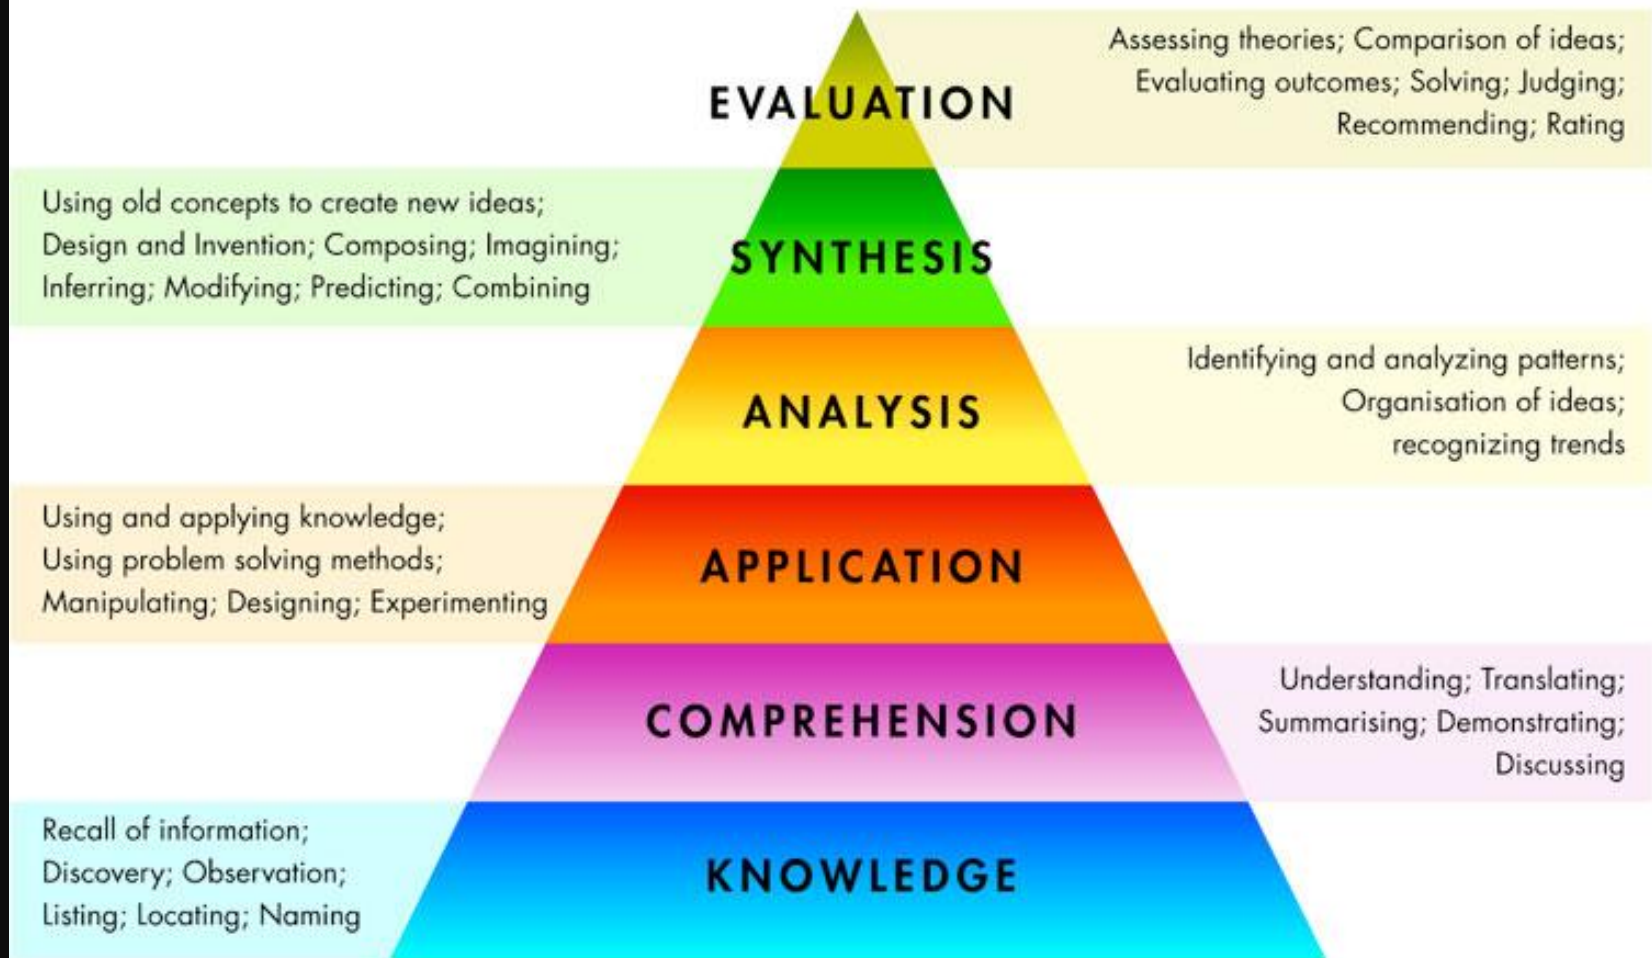 EVALUATION
Assessing theories; Comparison of ideas;
Evaluating outcomes; Solving; Judging;
Recommending; Rating
Using old concepts to create new ideas;
Design and Invention; Composing; Imagining;
Inferring; Modifying; Predicting; Combining
SYNTHESIS
ANALYSIS
Identifying and analyzing patterns;
Organisation of ideas;
recognizing trends
Using and applying knowledge;
Using problem solving methods;
Manipulating; Designing; Experimenting
APPLICATION
COMPREHENSION
Understanding; Translating;
Summarising; Demonstrating;
Discussing
Recall of information;
Discovery; Observation;
Listing; Locating; Naming
KNOWLEDGE